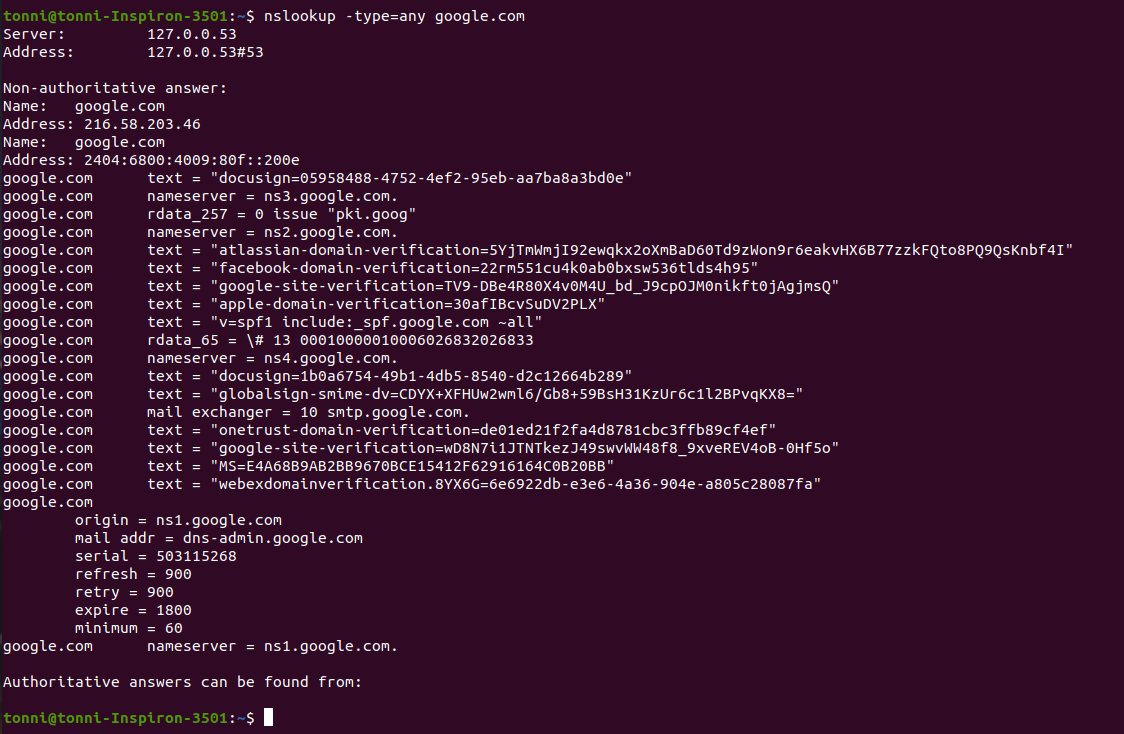 tonni@tonni-Inspiron-3501:~$ nslookup -type=any google.com
Server:         127.0.0.53
Address:        127.0.0.53#53

Non-authoritative answer:
Name:   google.com
Address: 216.58.203.46
Name:   google.com
Address: 2404:6800:4009:80f::200e
google.com      text = "docusign=05958488-4752-4ef2-95eb-aa7ba8a3bd0e"
google.com      nameserver = ns3.google.com.
google.com      rdata_257 = 0 issue "pki.goog"
google.com      nameserver = ns2.google.com.
google.com      text = "atlassian-domain-verification=5YjTmWmjI92ewqkx2oXmBaD60Td9zWon9r6eakvHX6B77zzkFQto8PQ9QsKnbf4I"
google.com      text = "facebook-domain-verification=22rm551cu4k0ab0bxsw536tlds4h95"
google.com      text = "google-site-verification=TV9-DBe4R80X4v0M4U_bd_J9cpOJM0nikft0jAgjmsQ"
google.com      text = "apple-domain-verification=30afIBcvSuDV2PLX"
google.com      text = "v=spf1 include:_spf.google.com ~all"
google.com      rdata_65 = \# 13 00010000010006026832026833
google.com      nameserver = ns4.google.com.
google.com      text = "docusign=1b0a6754-49b1-4db5-8540-d2c12664b289"
google.com      text = "globalsign-smime-dv=CDYX+XFHUw2wml6/Gb8+59BsH31KzUr6c1l2BPvqKX8="
google.com      mail exchanger = 10 smtp.google.com.
google.com      text = "onetrust-domain-verification=de01ed21f2fa4d8781cbc3ffb89cf4ef"
google.com      text = "google-site-verification=wD8N7i1JTNTkezJ49swvWW48f8_9xveREV4oB-0Hf5o"
google.com      text = "MS=E4A68B9AB2BB9670BCE15412F62916164C0B20BB"
google.com      text = "webexdomainverification.8YX6G=6e6922db-e3e6-4a36-904e-a805c28087fa"
google.com
        origin = ns1.google.com
        mail addr = dns-admin.google.com
        serial = 503115268
        refresh = 900
        retry = 900
        expire = 1800
        minimum = 60
google.com      nameserver = ns1.google.com.

Authoritative answers can be found from:

tonni@tonni-Inspiron-3501:~$